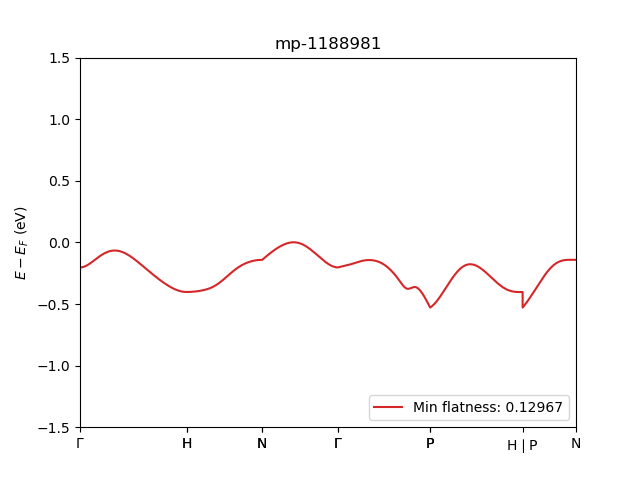 mp-1188981
E − E_F (eV)
1.5
1.0
0.5
0.0
−0.5
−1.0
−1.5
Min flatness: 0.12967
Γ H N Γ P H | P N